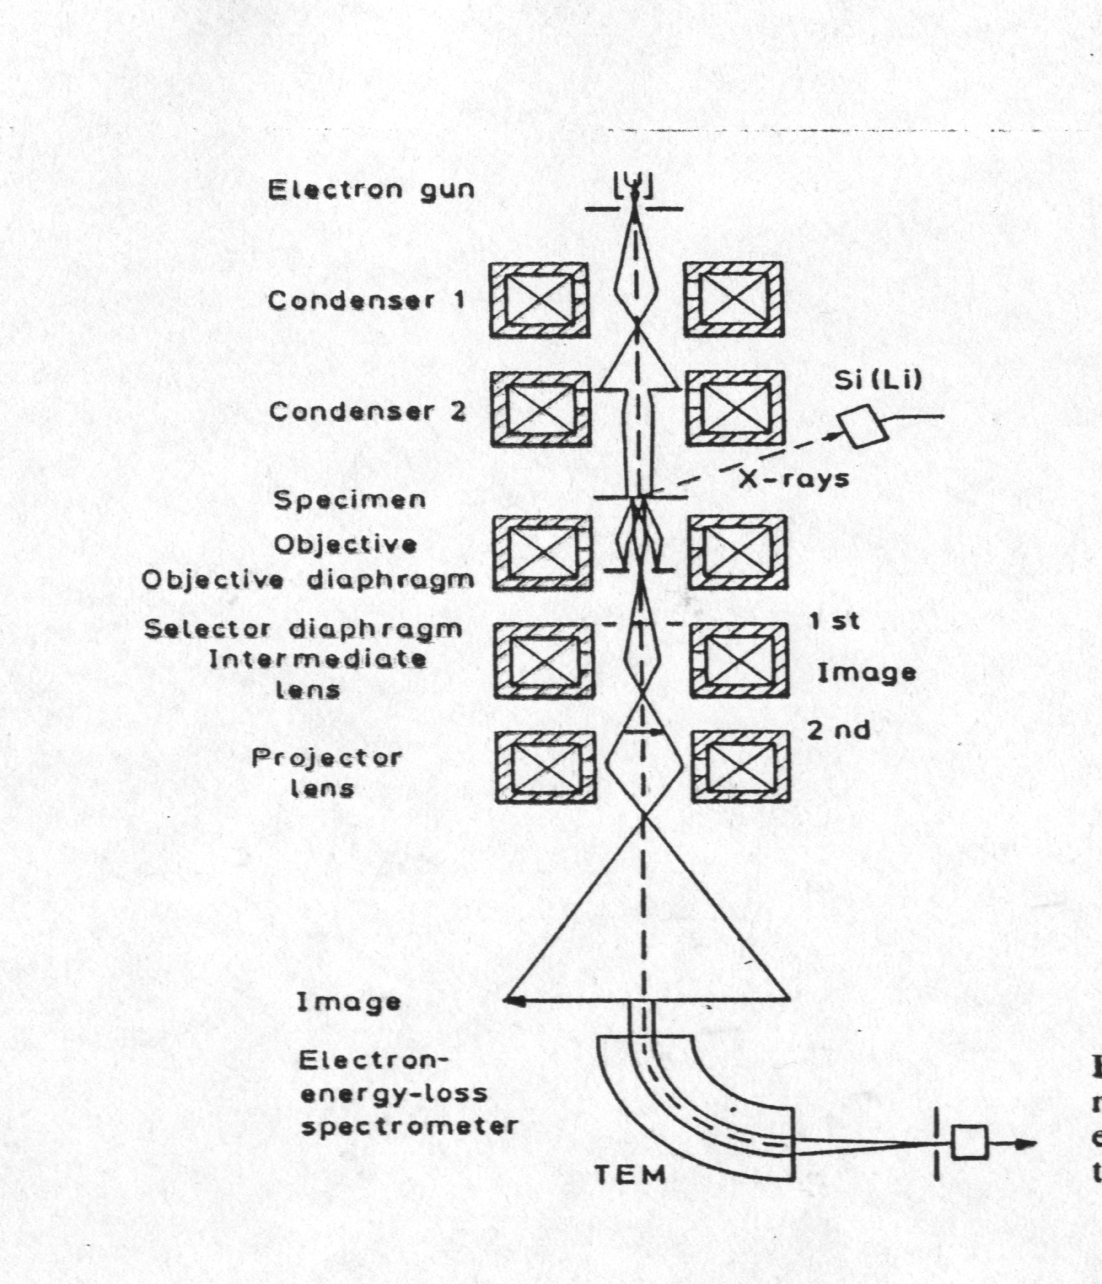 Electron gun
Condenser 1
Si(Li)
Condenser 2
X-rays
Specimen
Objective
Objective diaphragm
Selector diaphragm
1 st
Intermediate
lens
Image
2 nd
Projector
lens
Image
Electron-
energy-loss
spectrometer
TEM